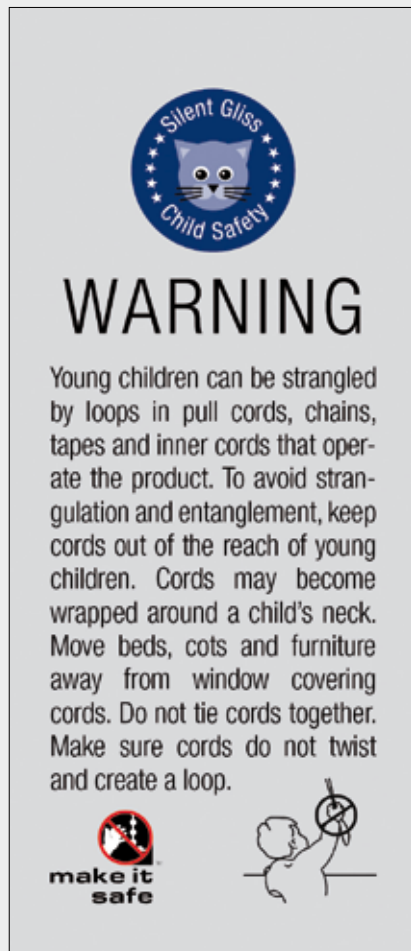 Silent Gliss
Child Safety
WARNING
Young children can be strangled
by loops in pull cords, chains,
tapes and inner cords that oper-
ate the product. To avoid stran-
gulation and entanglement, keep
cords out of the reach of young
children. Cords may become
wrapped around a child's neck.
Move beds, cots and furniture
away from window covering
cords. Do not tie cords together.
Make sure cords do not twist
and create a loop.
make it
safe